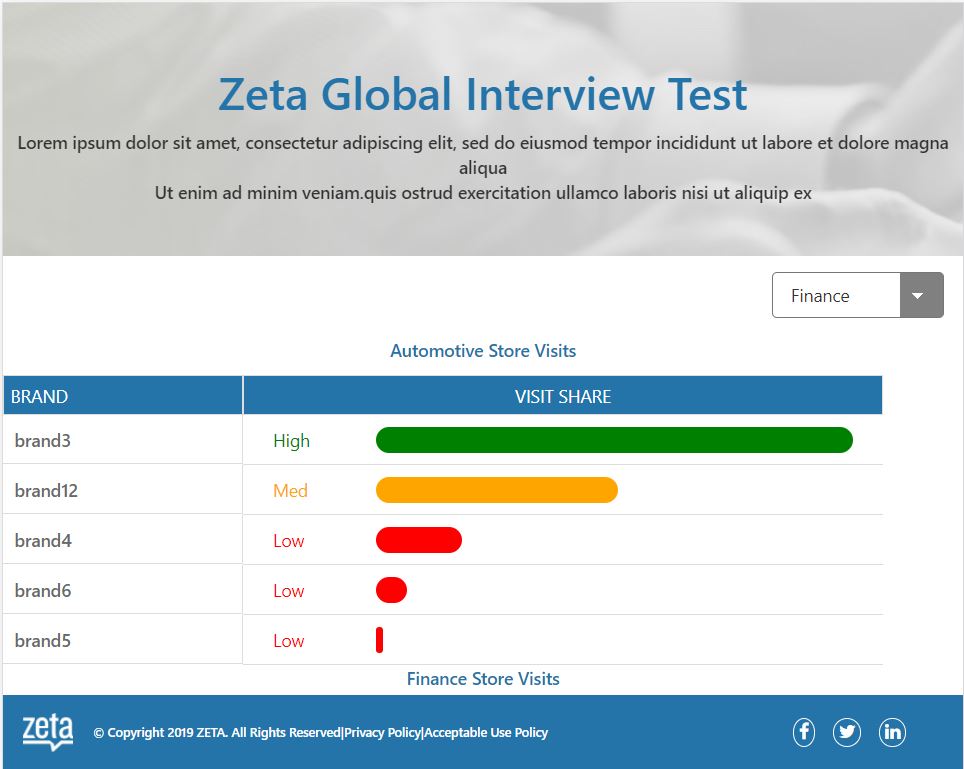 Zeta Global Interview Test
Lorem ipsum dolor sit amet, consectetur adipiscing elit, sed do eiusmod tempor incididunt ut labore et dolore magna
aliqua
Ut enim ad minim veniam.quis ostrud exercitation ullamco laboris nisi ut aliquip ex
Finance
Automotive Store Visits
BRAND VISIT SHARE
brand3 High
brand12 Med
brand4 Low
brand6 Low
brand5 Low
Finance Store Visits
zeta © Copyright 2019 ZETA. All Rights Reserved|Privacy Policy|Acceptable Use Policy